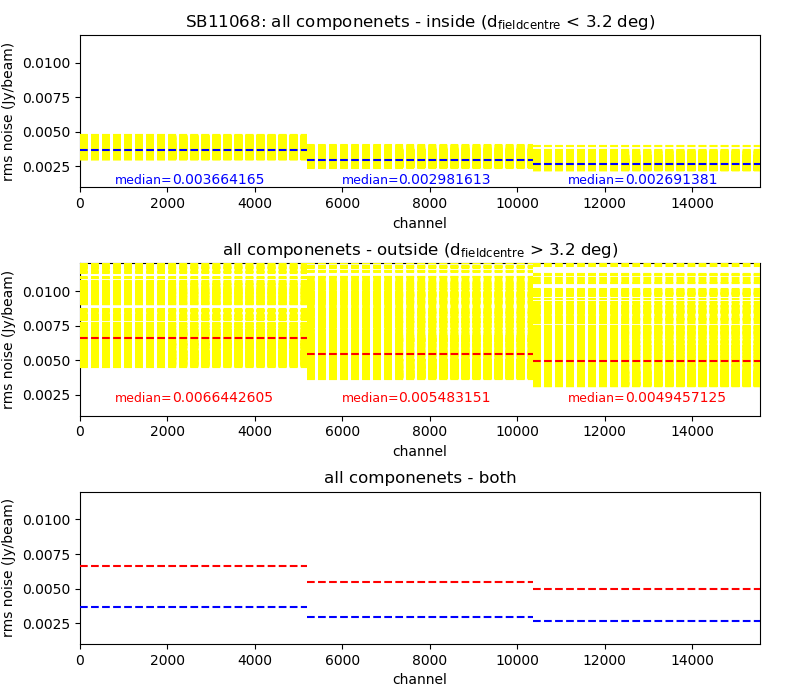 SB11068: all componenets - inside (dfieldcentre < 3.2 deg)
rms noise (Jy/beam)
0.0100
0.0075
0.0050
0.0025
median=0.003664165 median=0.002981613 median=0.002691381
0 2000 4000 6000 8000 10000 12000 14000
channel
all componenets - outside (dfieldcentre > 3.2 deg)
rms noise (Jy/beam)
0.0100
0.0075
0.0050
0.0025
median=0.0066442605 median=0.005483151 median=0.0049457125
0 2000 4000 6000 8000 10000 12000 14000
channel
all componenets - both
rms noise (Jy/beam)
0.0100
0.0075
0.0050
0.0025
0 2000 4000 6000 8000 10000 12000 14000
channel